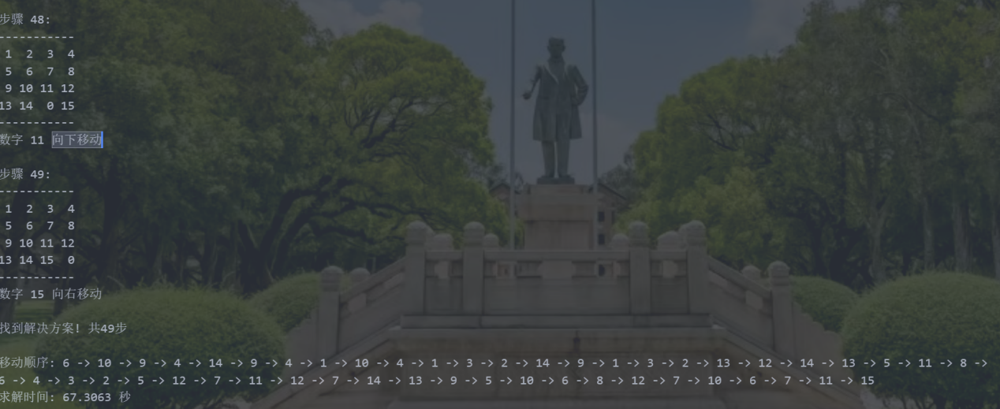 步骤 48:
-----------
 1  2  3  4
 5  6  7  8
 9 10 11 12
13 14  0 15
-----------
数字 11 向下移动
步骤 49:
-----------
 1  2  3  4
 5  6  7  8
 9 10 11 12
13 14 15  0
-----------
数字 15 向右移动
找到解决方案! 共49步
移动顺序: 6 -> 10 -> 9 -> 4 -> 14 -> 9 -> 4 -> 1 -> 10 -> 4 -> 1 -> 3 -> 2 -> 14 -> 9 -> 1 -> 3 -> 2 -> 13 -> 12 -> 14 -> 13 -> 5 -> 11 -> 8 ->
6 -> 4 -> 3 -> 2 -> 5 -> 12 -> 7 -> 11 -> 12 -> 7 -> 14 -> 13 -> 9 -> 5 -> 10 -> 6 -> 8 -> 12 -> 7 -> 10 -> 6 -> 7 -> 11 -> 15
求解时间: 67.3063 秒